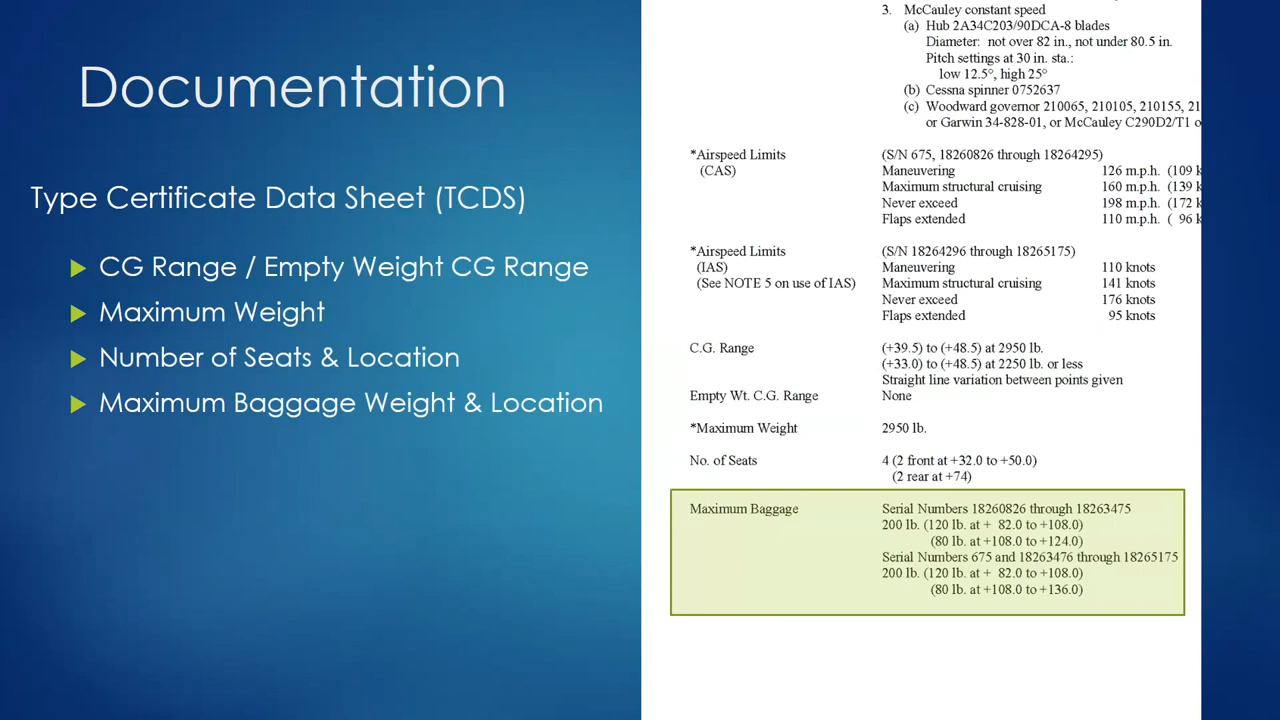 Documentation
Type Certificate Data Sheet (TCDS)
CG Range / Empty Weight CG Range
Maximum Weight
Number of Seats & Location
Maximum Baggage Weight & Location
3. McCauley constant speed
(a) Hub 2A34C203/90DCA-8 blades
Diameter: not over 82 in., not under 80.5 in.
Pitch settings at 30 in. sta.:
low 12.5°, high 25°
(b) Cessna spinner 0752637
(c) Woodward governor 210065, 210105, 210155, 21
or Garwin 34-828-01, or McCauley C290D2/T1 o
*Airspeed Limits (S/N 675, 18260826 through 18264295)
(CAS) Maneuvering 126 m.p.h. (109 k
Maximum structural cruising 160 m.p.h. (139 k
Never exceed 198 m.p.h. (172 k
Flaps extended 110 m.p.h. ( 96 k
*Airspeed Limits (S/N 18264296 through 18265175)
(IAS) Maneuvering 110 knots
(See NOTE 5 on use of IAS) Maximum structural cruising 141 knots
Never exceed 176 knots
Flaps extended 95 knots
C.G. Range (+39.5) to (+48.5) at 2950 lb.
(+33.0) to (+48.5) at 2250 lb. or less
Straight line variation between points given
Empty Wt. C.G. Range None
*Maximum Weight 2950 lb.
No. of Seats 4 (2 front at +32.0 to +50.0)
(2 rear at +74)
Maximum Baggage Serial Numbers 18260826 through 18263475
200 lb. (120 lb. at + 82.0 to +108.0)
(80 lb. at +108.0 to +124.0)
Serial Numbers 675 and 18263476 through 18265175
200 lb. (120 lb. at + 82.0 to +108.0)
(80 lb. at +108.0 to +136.0)